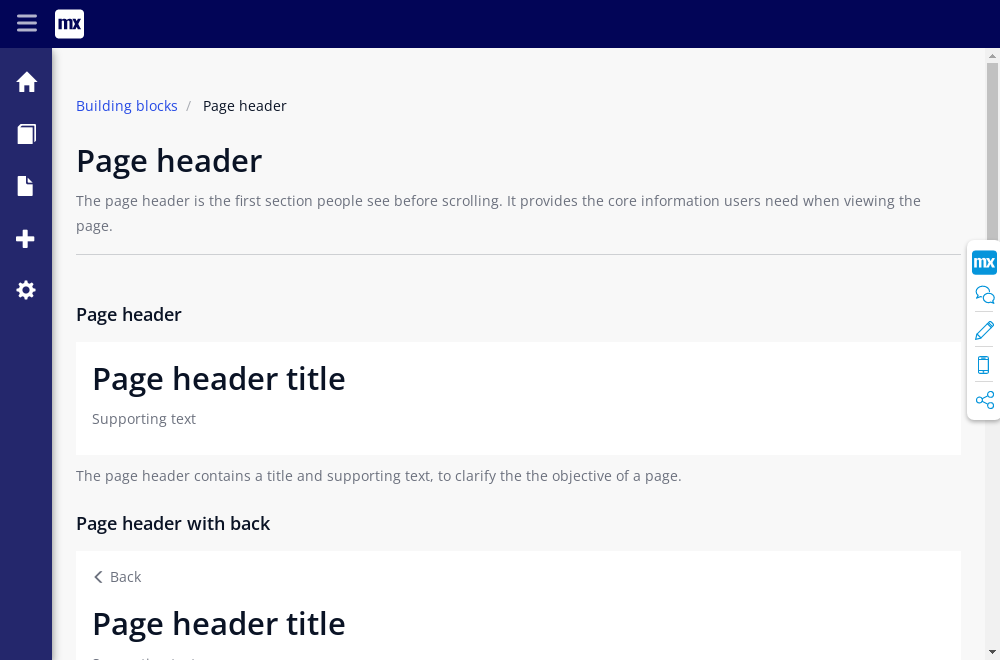 mx
Building blocks / Page header
Page header
The page header is the first section people see before scrolling. It provides the core information users need when viewing the
page.
mx
Page header
Page header title
Supporting text
The page header contains a title and supporting text, to clarify the the objective of a page.
Page header with back
Back
Page header title